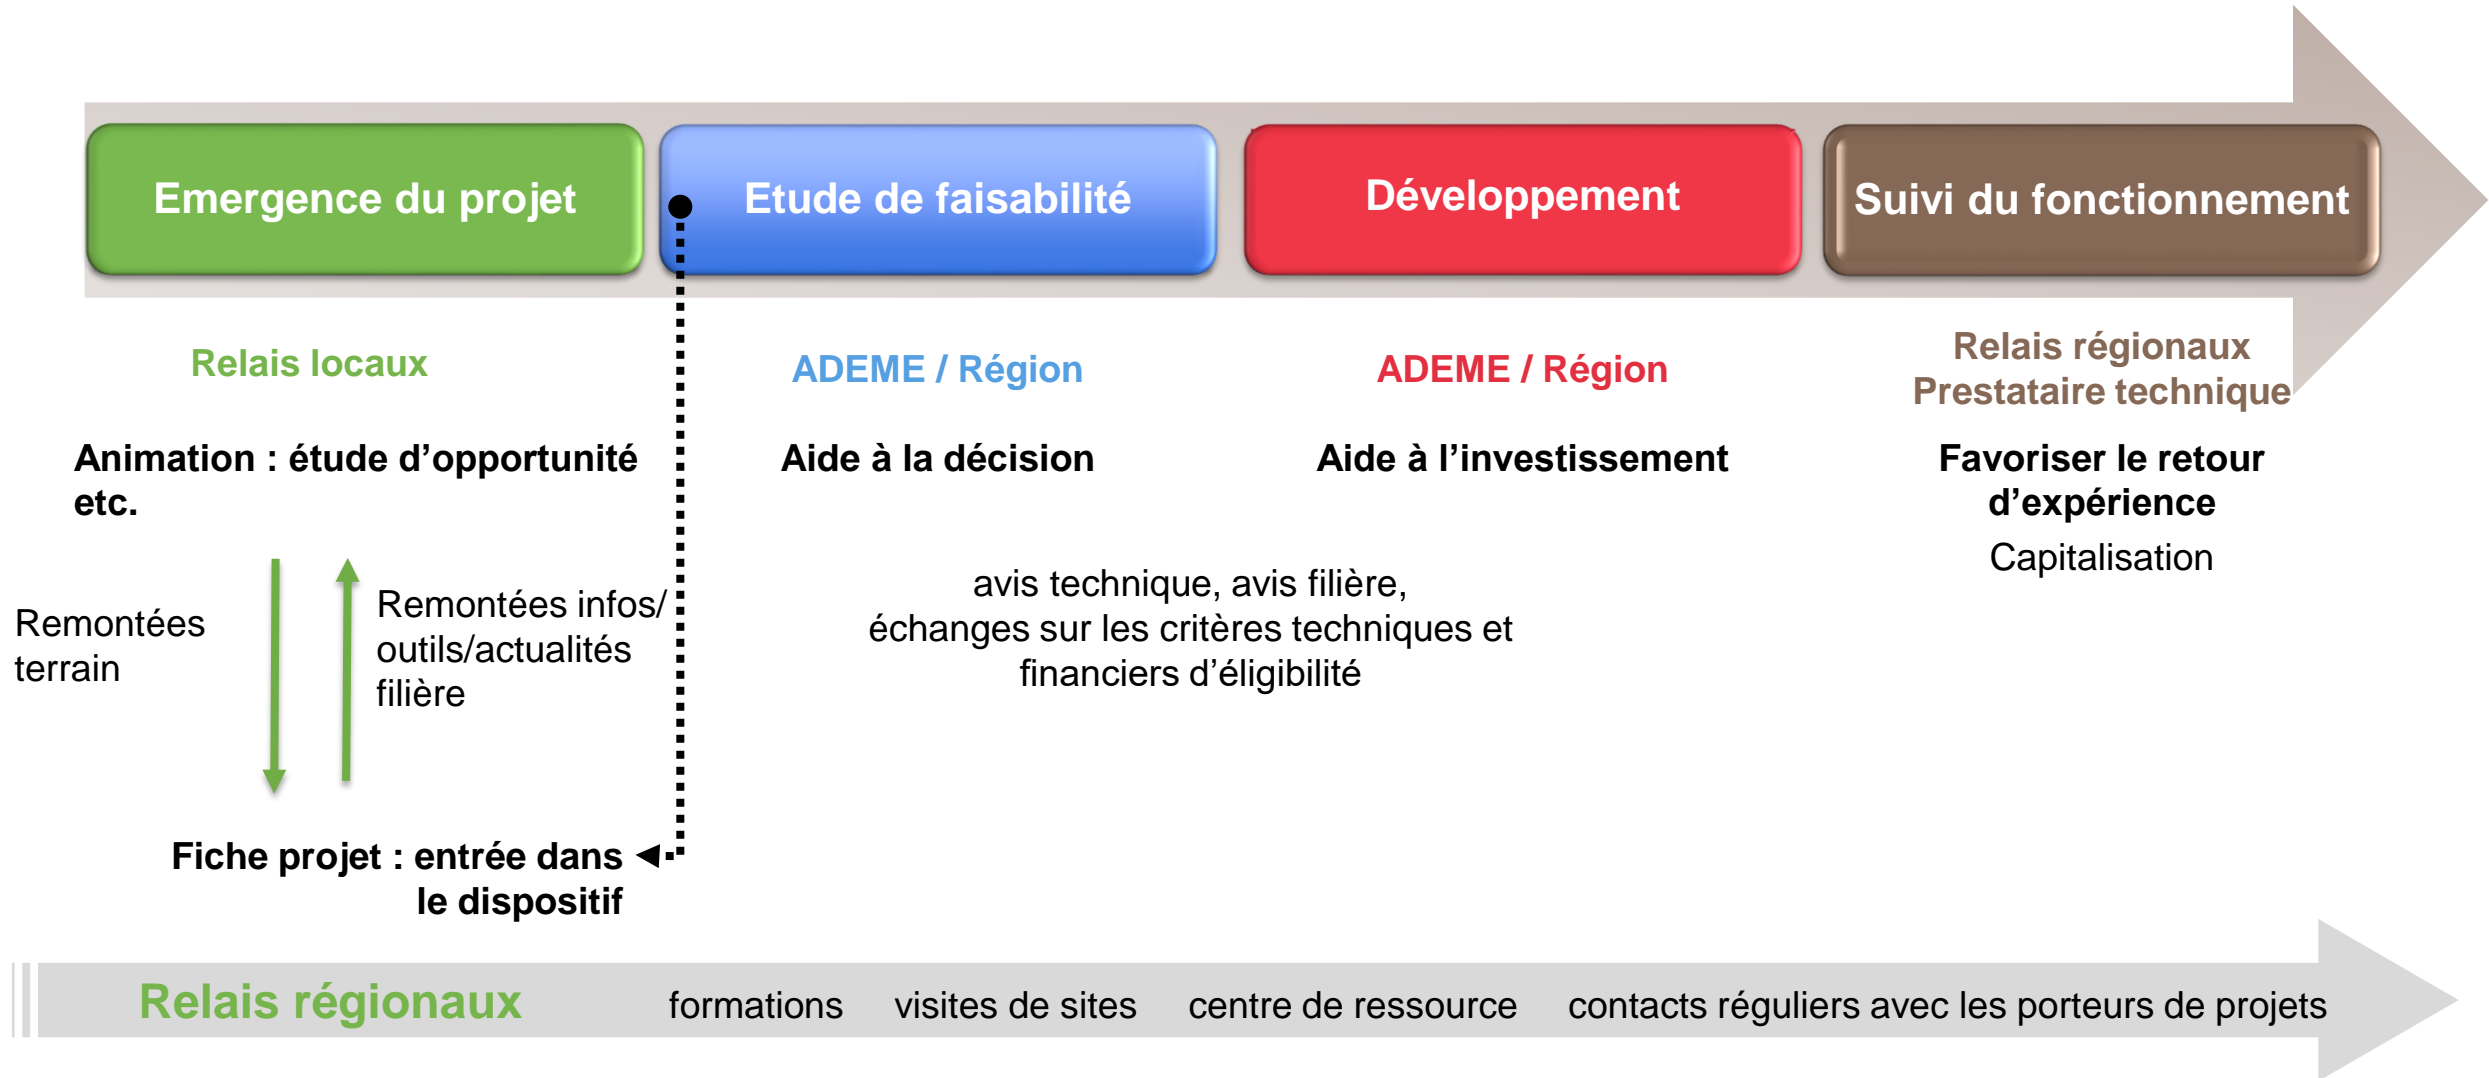 Emergence du projet
Etude de faisabilité
Développement
Suivi du fonctionnement
Relais locaux
ADEME / Région
ADEME / Région
Relais régionaux
Prestataire technique
Animation : étude d’opportunité
etc.
Aide à la décision
Aide à l’investissement
Favoriser le retour
d’expérience
Capitalisation
Remontées
terrain
Remontées infos/
outils/actualités
filière
avis technique, avis filière,
échanges sur les critères techniques et
financiers d’éligibilité
Fiche projet : entrée dans
le dispositif
Relais régionaux
formations
visites de sites
centre de ressource
contacts réguliers avec les porteurs de projets